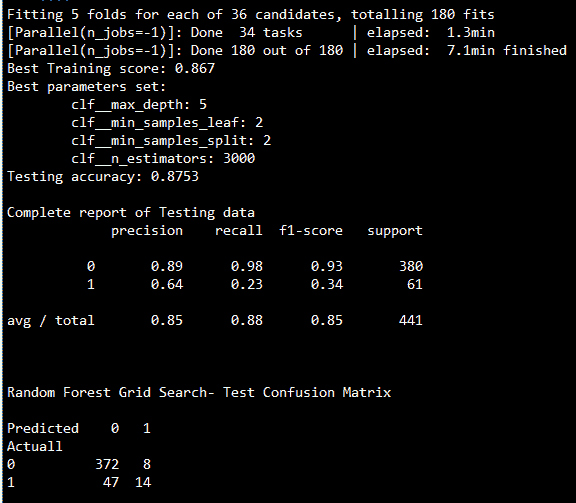 Fitting 5 folds for each of 36 candidates, totalling 180 fits
[Parallel(n_jobs=-1)]: Done  34 tasks      | elapsed:  1.3min
[Parallel(n_jobs=-1)]: Done 180 out of 180 | elapsed:  7.1min finished
Best Training score: 0.867
Best parameters set:
        clf__max_depth: 5
        clf__min_samples_leaf: 2
        clf__min_samples_split: 2
        clf__n_estimators: 3000
Testing accuracy: 0.8753
Complete report of Testing data
             precision    recall  f1-score   support
          0       0.89      0.98      0.93       380
          1       0.64      0.23      0.34        61
avg / total       0.85      0.88      0.85       441
Random Forest Grid Search- Test Confusion Matrix
Predicted    0   1
Actuall
0          372   8
1           47  14